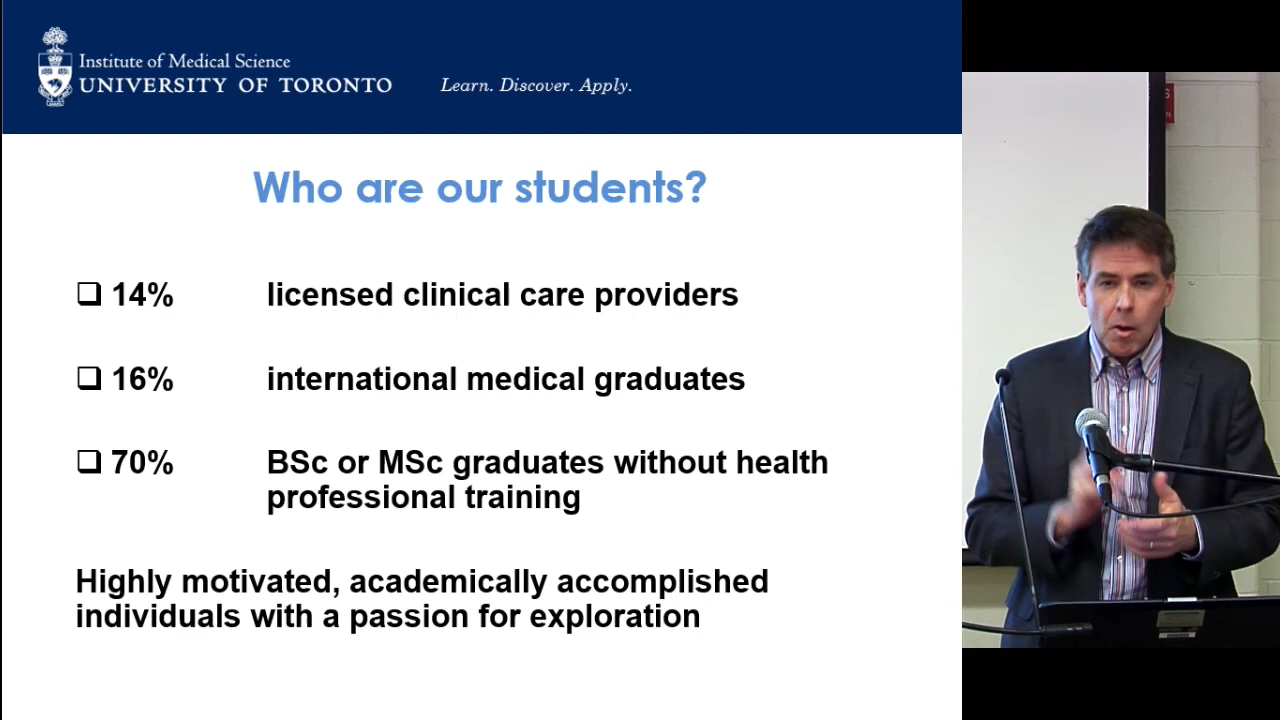 Institute of Medical Science
UNIVERSITY OF TORONTO
Learn. Discover. Apply.
Who are our students?
14% licensed clinical care providers
16% international medical graduates
70% BSc or MSc graduates without health
professional training
Highly motivated, academically accomplished
individuals with a passion for exploration